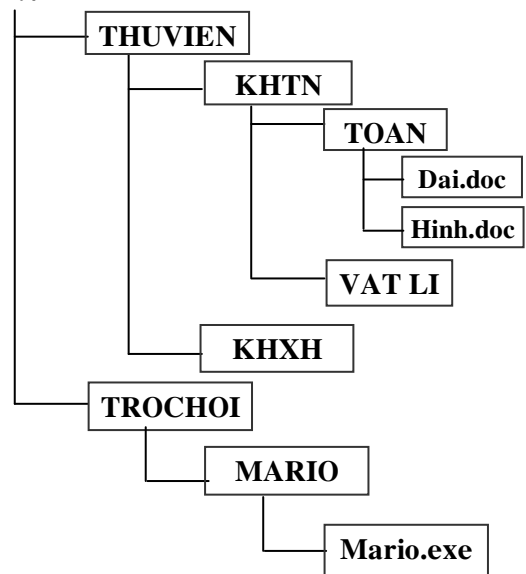 THUVIEN
KHTN
TOAN
Dai.doc
Hinh.doc
VAT LI
KHXH
TROCHOI
MARIO
Mario.exe